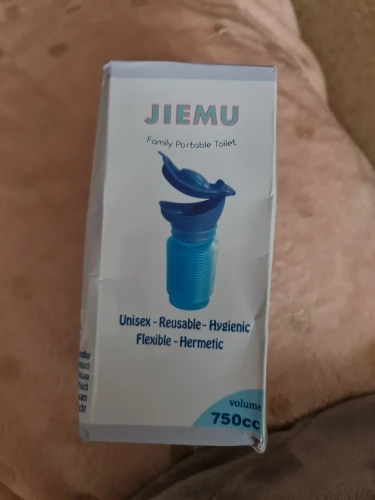 JIEMU
Family Portable Toilet
Unisex - Reusable - Hygienic
Flexible - Hermetic
volume
750cc